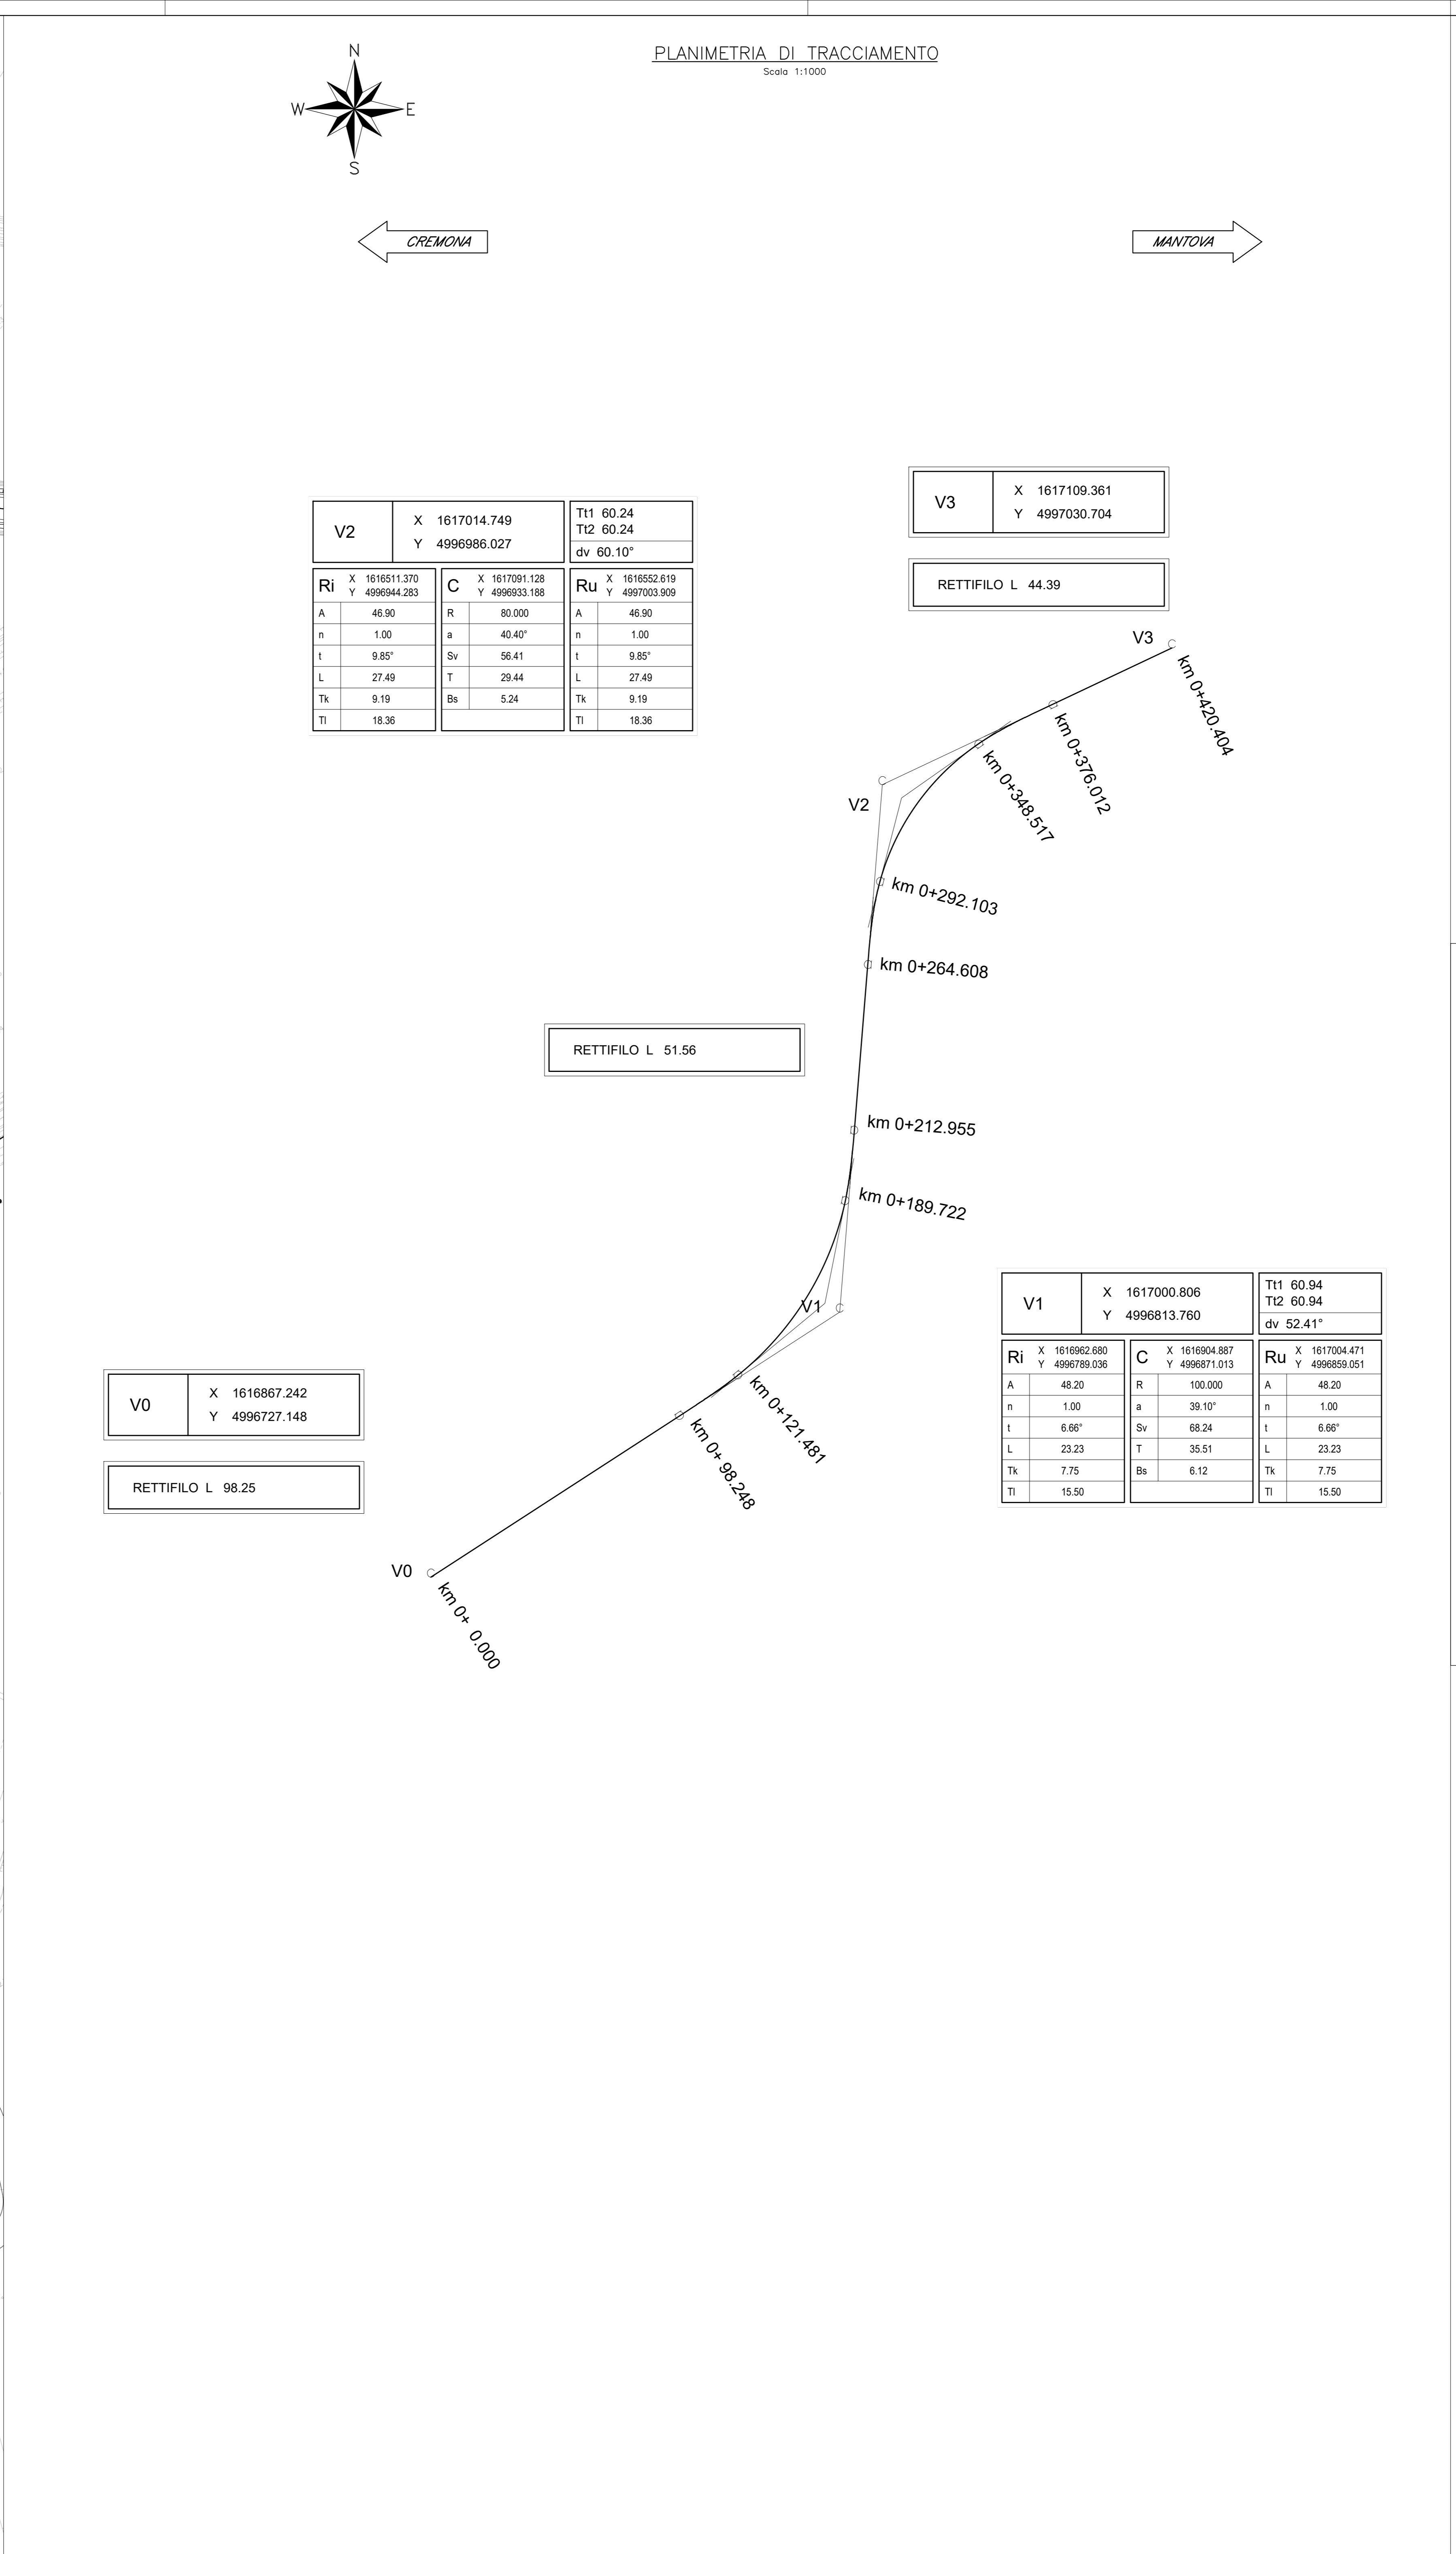 PLANIMETRIA DI TRACCIAMENTO
Scala 1:1000
N
W E
S
CREMONA
MANTOVA
V3
X 1617109.361
Y 4997030.704
RETTIFILO L 44.39
V2
X 1617014.749
Y 4996986.027
Tt1 60.24
Tt2 60.24
dv 60.10°
Ri X 1616511.370
Y 4996944.283
A 46.90
n 1.00
t 9.85°
L 27.49
Tk 9.19
Tl 18.36
C X 1617091.128
Y 4996933.188
R 80.000
a 40.40°
Sv 56.41
T 29.44
Bs 5.24
Ru X 1616552.619
Y 4997003.909
A 46.90
n 1.00
t 9.85°
L 27.49
Tk 9.19
Tl 18.36
V3
km 0+420.404
km 0+376.012
km 0+348.517
V2
km 0+292.103
km 0+264.608
RETTIFILO L 51.56
km 0+212.955
km 0+189.722
V1
V1
X 1617000.806
Y 4996813.760
Tt1 60.94
Tt2 60.94
dv 52.41°
Ri X 1616962.680
Y 4996789.036
A 48.20
n 1.00
t 6.66°
L 23.23
Tk 7.75
Tl 15.50
C X 1616904.887
Y 4996871.013
R 100.000
a 39.10°
Sv 68.24
T 35.51
Bs 6.12
Ru X 1617004.471
Y 4996859.051
A 48.20
n 1.00
t 6.66°
L 23.23
Tk 7.75
Tl 15.50
V0
X 1616867.242
Y 4996727.148
RETTIFILO L 98.25
km 0+121.481
km 0+ 98.248
V0
km 0+ 0.000